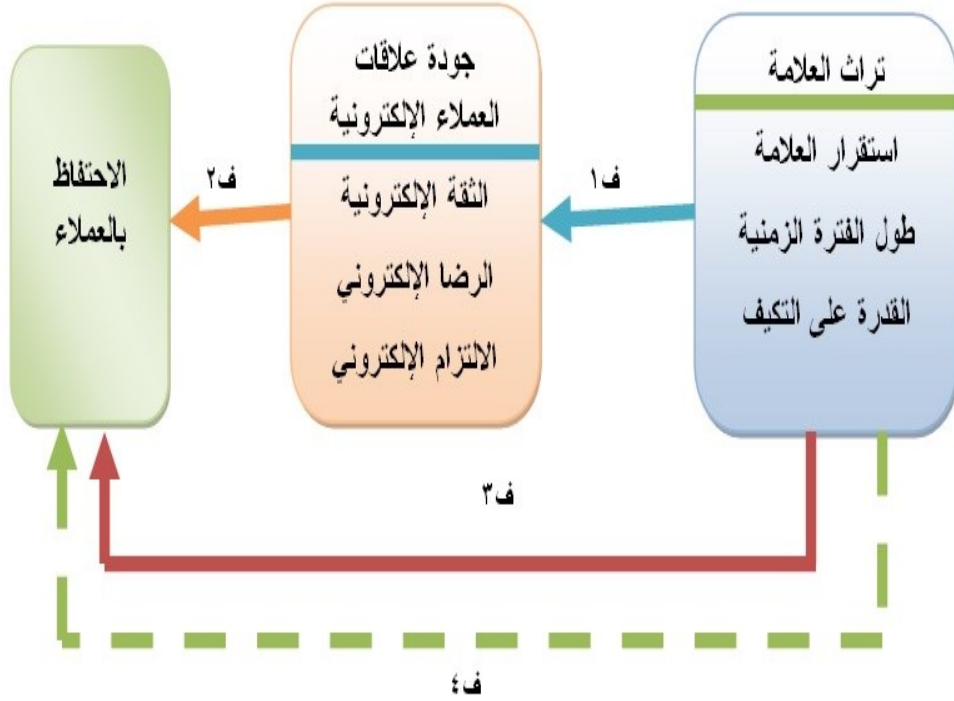 تراث العلامة
استقرار العلامة
طول الفترة الزمنية
القدرة على التكيف
ف١
جودة علاقات
العملاء الإلكترونية
الثقة الإلكترونية
الرضا الإلكتروني
الالتزام الإلكتروني
ف٢
الاحتفاظ
بالعملاء
ف٣
ف٤